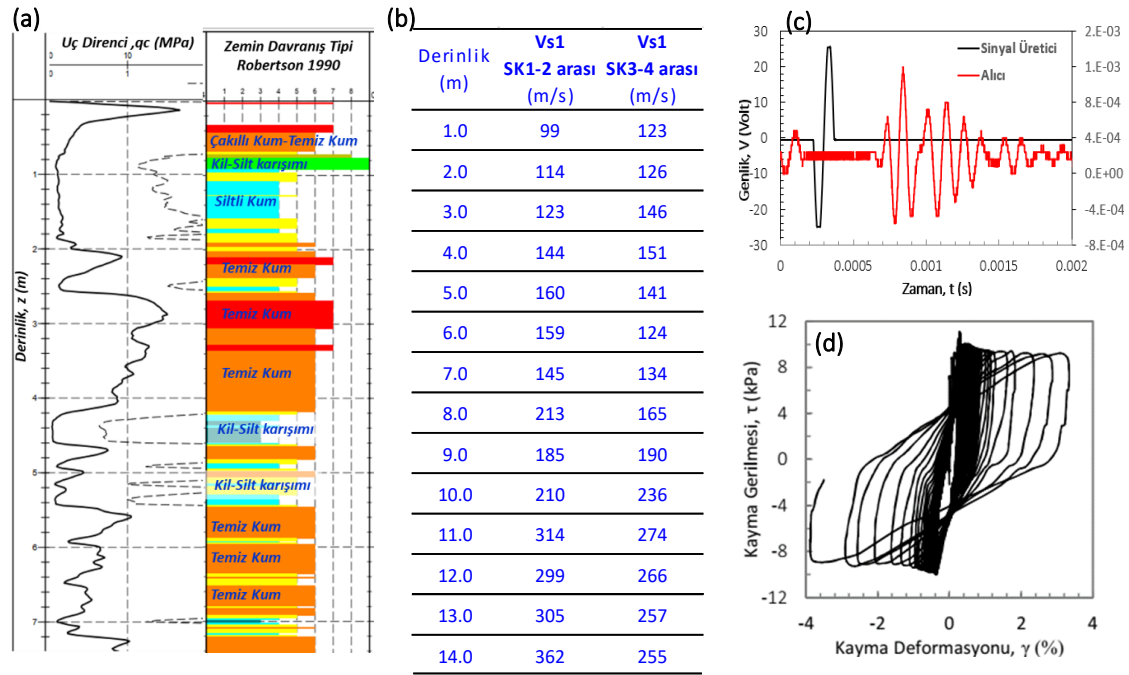 (a)
Uç Direnci ,qc (MPa)
Zemin Davranış Tipi
Robertson 1990
0 10
0 1
0 1 2 3 4 5 6 7 8 9
Çakıllı Kum-Temiz Kum
Kil-Silt karışımı
1
Siltli Kum
2
Temiz Kum
Temiz Kum
3
Temiz Kum
4
Kil-Silt karışımı
5
Kil-Silt karışımı
Temiz Kum
6
Temiz Kum
Temiz Kum
7
Derinlik, z (m)
(b)
Derinlik (m) Vs1 SK1-2 arası (m/s) Vs1 SK3-4 arası (m/s)
1.0 99 123
2.0 114 126
3.0 123 146
4.0 144 151
5.0 160 141
6.0 159 124
7.0 145 134
8.0 213 165
9.0 185 190
10.0 210 236
11.0 314 274
12.0 299 266
13.0 305 257
14.0 362 255
(c)
Sinyal Üretici
Alıcı
Genlik, V (Volt)
30 2.E-03
20 1.E-03
10 8.E-04
0 4.E-04
-10 0.E+00
-20 -4.E-04
-30 -8.E-04
0 0.0005 0.001 0.0015 0.002
Zaman, t (s)
(d)
Kayma Gerilmesi, τ (kPa)
12
8
4
0
-4
-8
-12
-4 -2 0 2 4
Kayma Deformasyonu, γ (%)